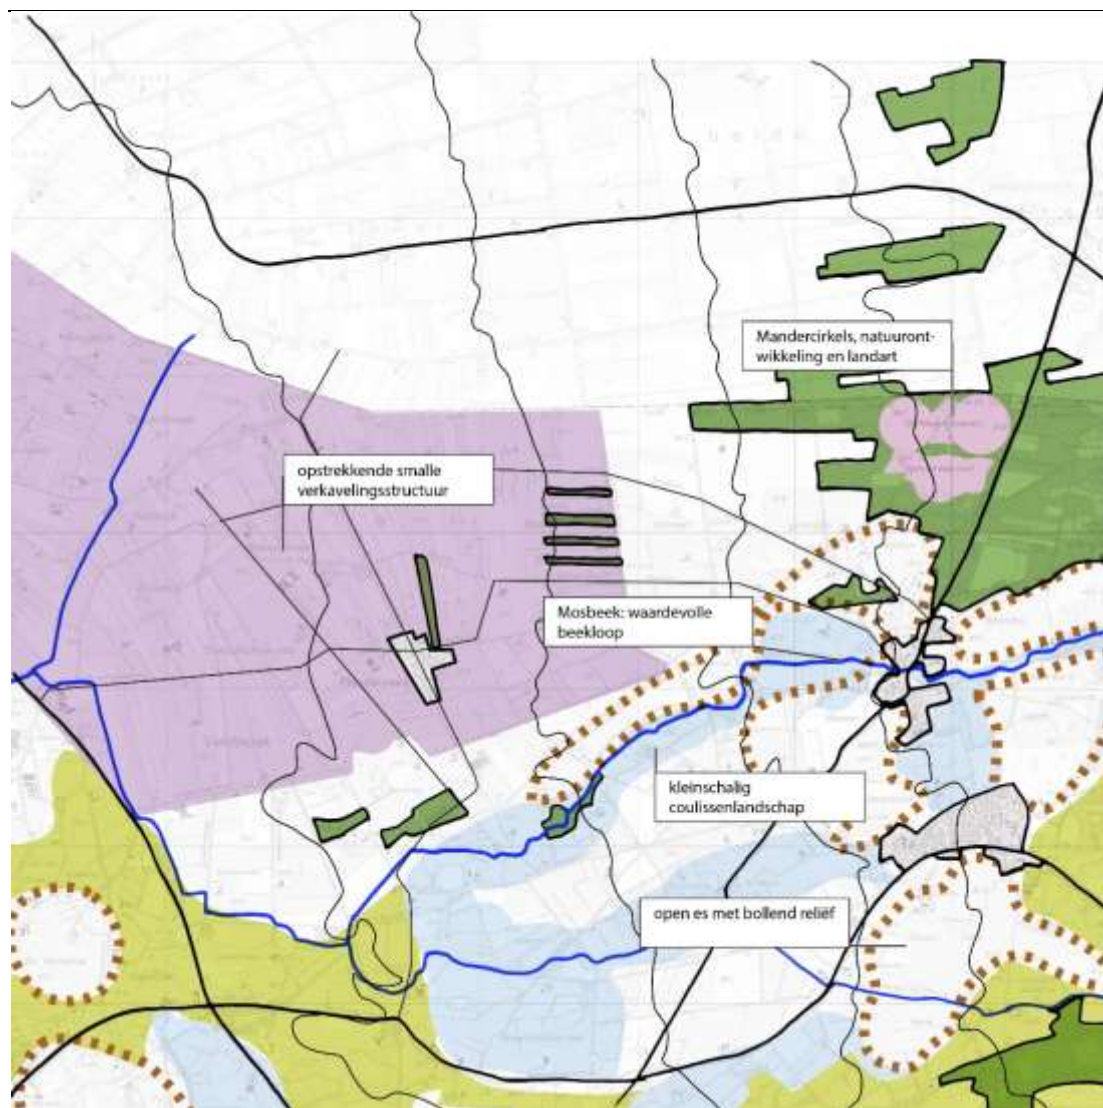 Mandercirkels, natuuront-
wikkeling en landart
opstrekkende smalle
verkavelingsstructuur
Mosbeek: waardevolle
beekloop
kleinschalig
coulissenlandschap
open es met bollend reliëf